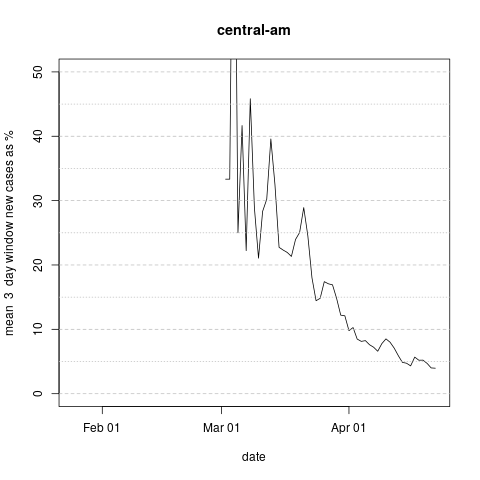 central-am
mean 3 day window new cases as %
50
40
30
20
10
0
Feb 01
Mar 01
Apr 01
date